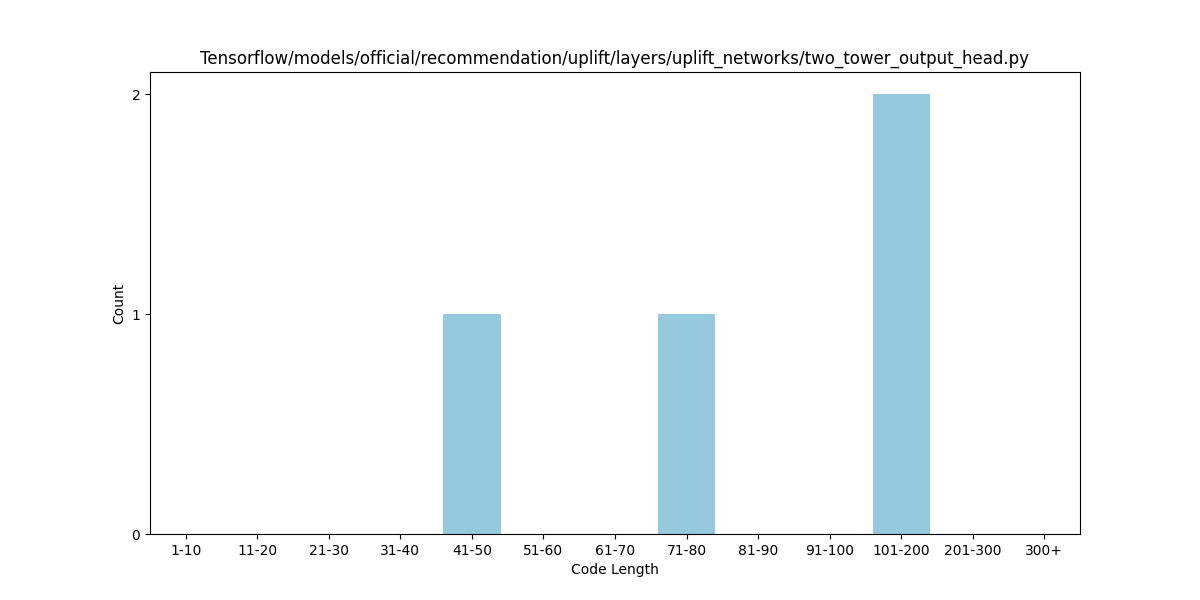 Tensorflow/models/official/recommendation/uplift/layers/uplift_networks/two_tower_output_head.py
2
1
0
Count
1-10 11-20 21-30 31-40 41-50 51-60 61-70 71-80 81-90 91-100 101-200 201-300 300+
Code Length